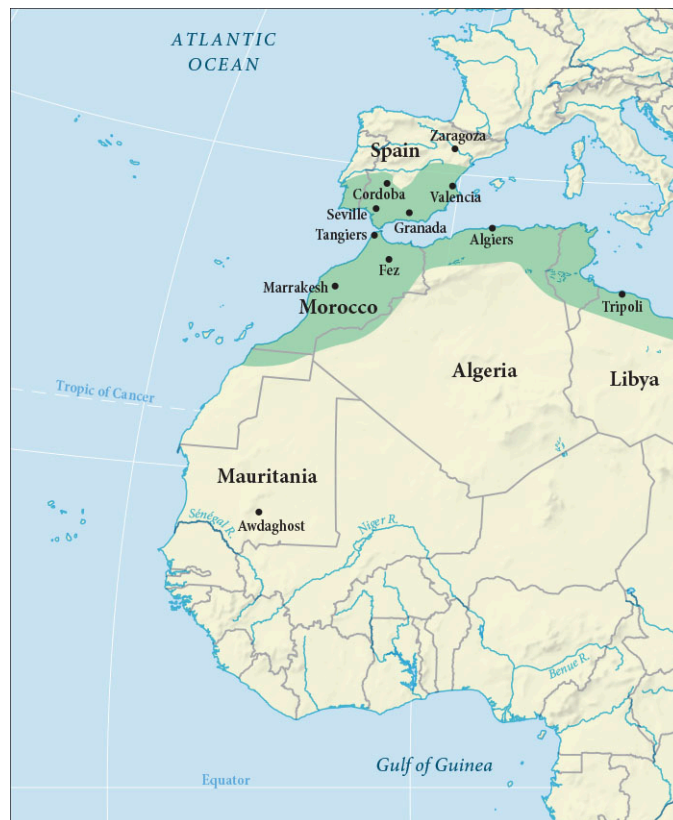 ATLANTIC
OCEAN
Zaragoza
Spain
Cordoba
Valencia
Seville
Granada
Tangiers
Algiers
Fez
Marrakesh
Morocco
Tripoli
Algeria
Libya
Tropic of Cancer
Mauritania
Awdaghost
Sénégal R.
Niger R.
Benue R.
Gulf of Guinea
Equator